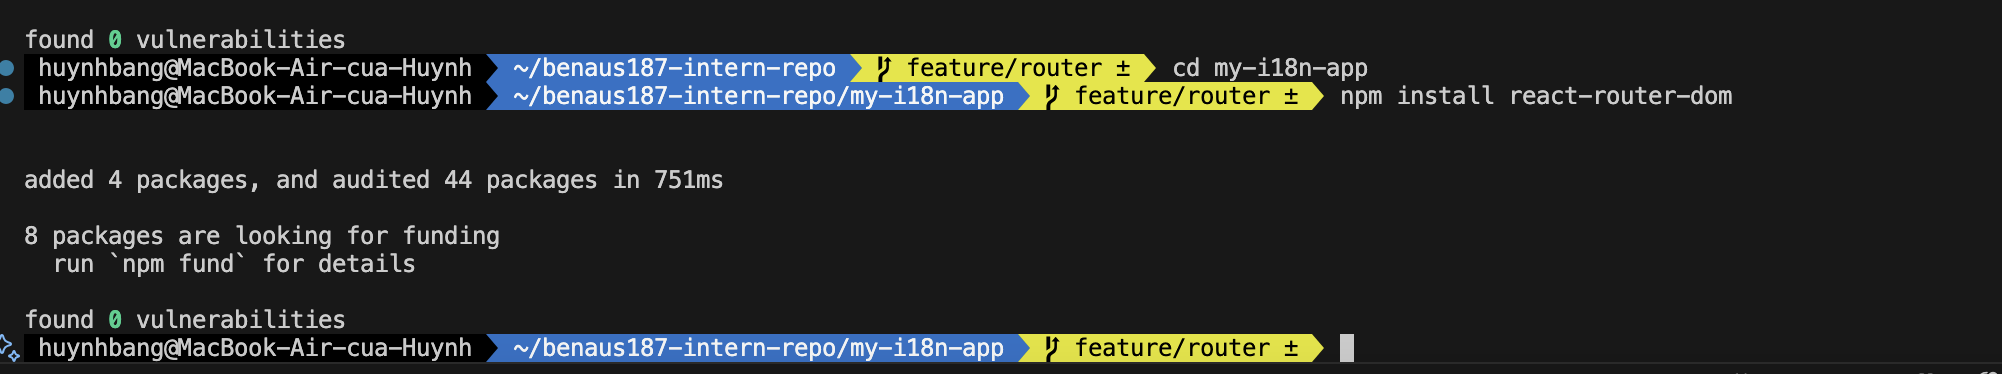 found 0 vulnerabilities
huynhbang@MacBook-Air-cua-Huynh ~/benaus187-intern-repo feature/router ± cd my-i18n-app
huynhbang@MacBook-Air-cua-Huynh ~/benaus187-intern-repo/my-i18n-app feature/router ± npm install react-router-dom
added 4 packages, and audited 44 packages in 751ms
8 packages are looking for funding
run `npm fund` for details
found 0 vulnerabilities
huynhbang@MacBook-Air-cua-Huynh ~/benaus187-intern-repo/my-i18n-app feature/router ±